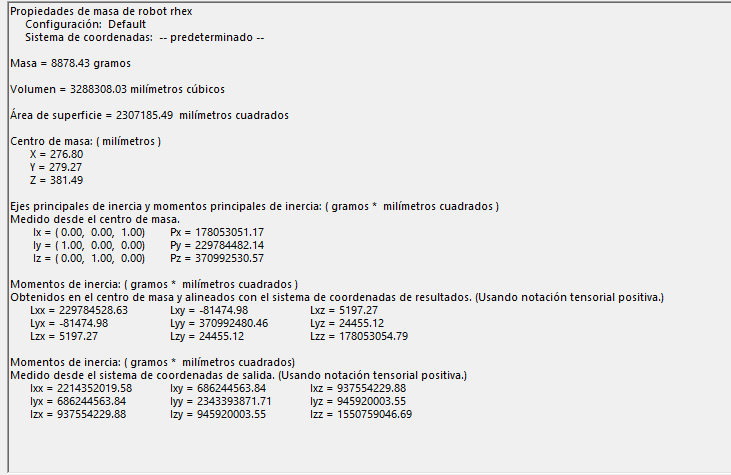 Propiedades de masa de robot rhex
Configuración: Default
Sistema de coordenadas: -- predeterminado --
Masa = 8878.43 gramos
Volumen = 3288308.03 milímetros cúbicos
Área de superficie = 2307185.49 milímetros cuadrados
Centro de masa: ( milímetros )
X = 276.80
Y = 279.27
Z = 381.49
Ejes principales de inercia y momentos principales de inercia: ( gramos * milímetros cuadrados )
Medido desde el centro de masa.
Ix = ( 0.00, 0.00, 1.00) Px = 178053051.17
Iy = ( 1.00, 0.00, 0.00) Py = 229784482.14
Iz = ( 0.00, 1.00, 0.00) Pz = 370992530.57
Momentos de inercia: ( gramos * milímetros cuadrados )
Obtenidos en el centro de masa y alineados con el sistema de coordenadas de resultados. (Usando notación tensorial positiva.)
Lxx = 229784528.63 Lxy = -81474.98 Lxz = 5197.27
Lyx = -81474.98 Lyy = 370992480.46 Lyz = 24455.12
Lzx = 5197.27 Lzy = 24455.12 Lzz = 178053054.79
Momentos de inercia: ( gramos * milímetros cuadrados)
Medido desde el sistema de coordenadas de salida. (Usando notación tensorial positiva.)
Ixx = 2214352019.58 Ixy = 686244563.84 Ixz = 937554229.88
Iyx = 686244563.84 Iyy = 2343393871.71 Iyz = 945920003.55
Izx = 937554229.88 Izy = 945920003.55 Izz = 1550759046.69